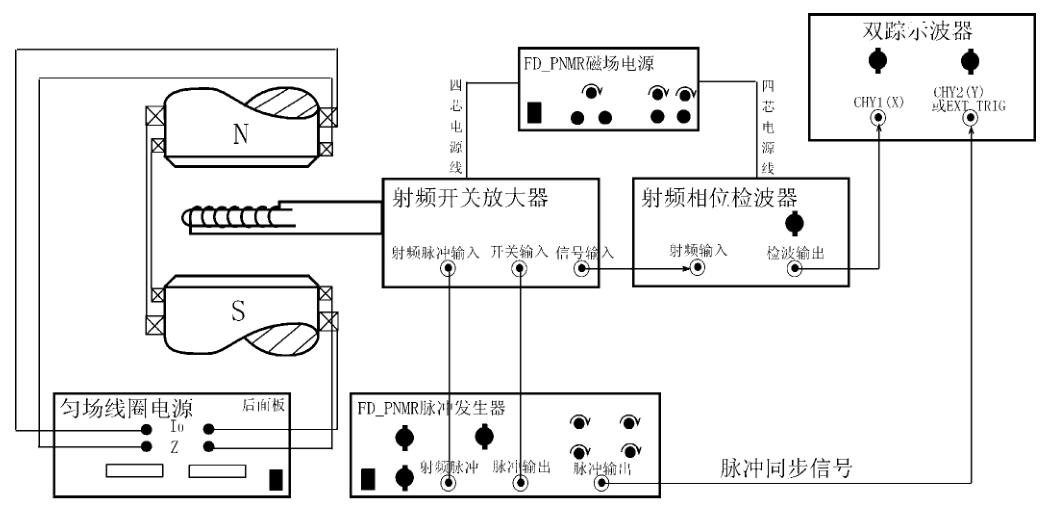 双踪示波器
CHY1(X)
CHY2(Y)
或EXT_TRIG
FD_PNMR磁场电源
四芯电源线
四芯电源线
N
射频开关放大器
射频脉冲输入
开关输入
信号输入
射频相位检波器
射频输入
检波输出
S
匀场线圈电源
后面板
Io
Z
FD_PNMR脉冲发生器
射频脉冲
脉冲输出
脉冲输出
脉冲同步信号